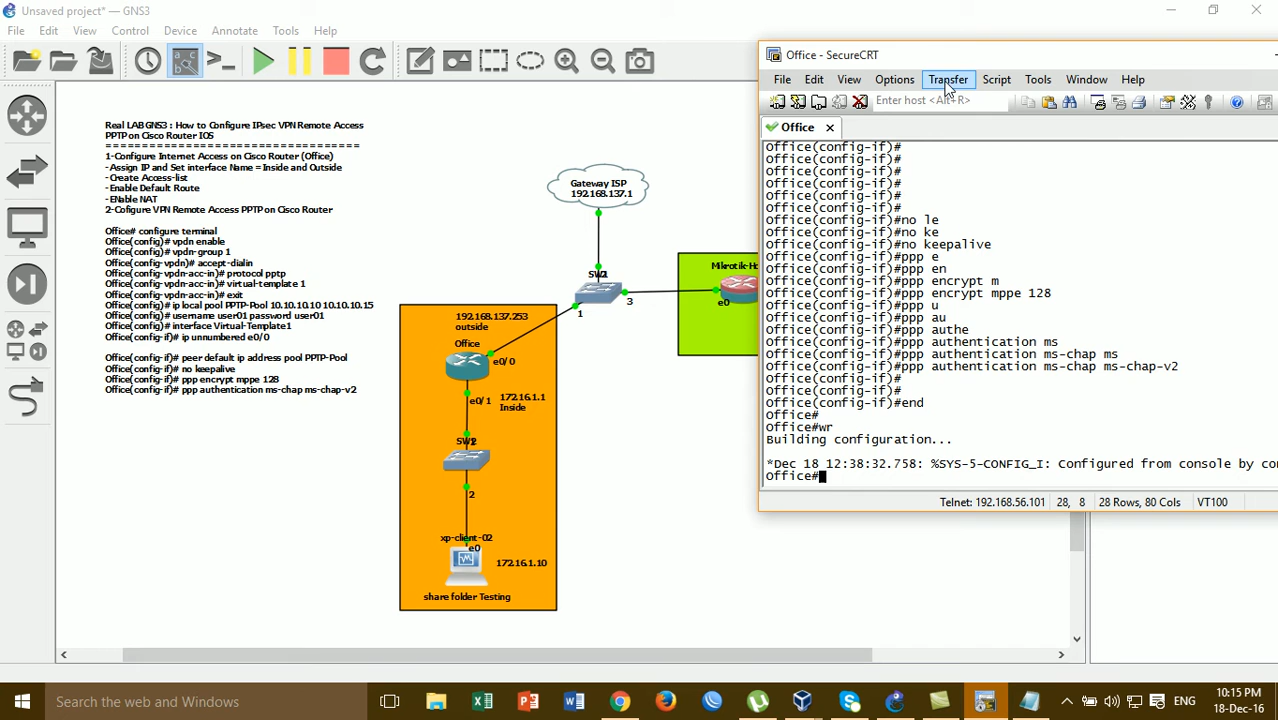 Unsaved project* — GNS3
File Edit View Control Device Annotate Tools Help
Real LAB GNS3 : How to Configure IPsec VPN Remote Access
PPTP on Cisco Router IOS
==================================
1-Configure Internet Access on Cisco Router (Office)
- Assign IP and Set interface Name =Inside and Outside
- Create Access-list
- Enable Default Route
- ENable NAT
2-Cofigure VPN Remote Access PPTP on Cisco Router
Office# configure terminal
Office(config)# vpdn enable
Office(config)# vpdn-group 1
Office(config-vpdn)# accept-dialin
Office(config-vpdn-acc-in)# protocol pptp
Office(config-vpdn-acc-in)# virtual-template 1
Office(config-vpdn-acc-in)# exit
Office(config)# ip local pool PPTP-Pool 10.10.10.10 10.10.10.15
Office(config)# username user01 password user01
Office(config)# interface Virtual-Template1
Office(config-if)# ip unnumbered e0/0
Office(config-if)# peer default ip address pool PPTP-Pool
Office(config-if)# no keepalive
Office(config-if)# ppp encrypt mppe 128
Office(config-if)# ppp authentication ms-chap ms-chap-v2
Gateway ISP
192.168.137.1
3
1
Mikrotik-Ho
e0
192.168.137.253
outside
Office
e0/0
e0/1
172.16.1.1
Inside
2
xp-client-02
e0
172.16.1.10
share folder Testing
Office - SecureCRT
File Edit View Options Transfer Script Tools Window Help
Enter host <Alt+R>
Office
Office(config-if)#
Office(config-if)#
Office(config-if)#
Office(config-if)#
Office(config-if)#
Office(config-if)#
Office(config-if)#no le
Office(config-if)#no ke
Office(config-if)#no keepalive
Office(config-if)#ppp e
Office(config-if)#ppp en
Office(config-if)#ppp encrypt m
Office(config-if)#ppp encrypt mppe 128
Office(config-if)#ppp u
Office(config-if)#ppp au
Office(config-if)#ppp authe
Office(config-if)#ppp authentication ms
Office(config-if)#ppp authentication ms-chap ms
Office(config-if)#ppp authentication ms-chap ms-chap-v2
Office(config-if)#
Office(config-if)#
Office(config-if)#end
Office#
Office#wr
Building configuration...
*Dec 18 12:38:32.758: %SYS-5-CONFIG_I: Configured from console by con
Office#
Telnet: 192.168.56.101 28, 8 28 Rows, 80 Cols VT100
Search the web and Windows
ENG
10:15 PM
18-Dec-16